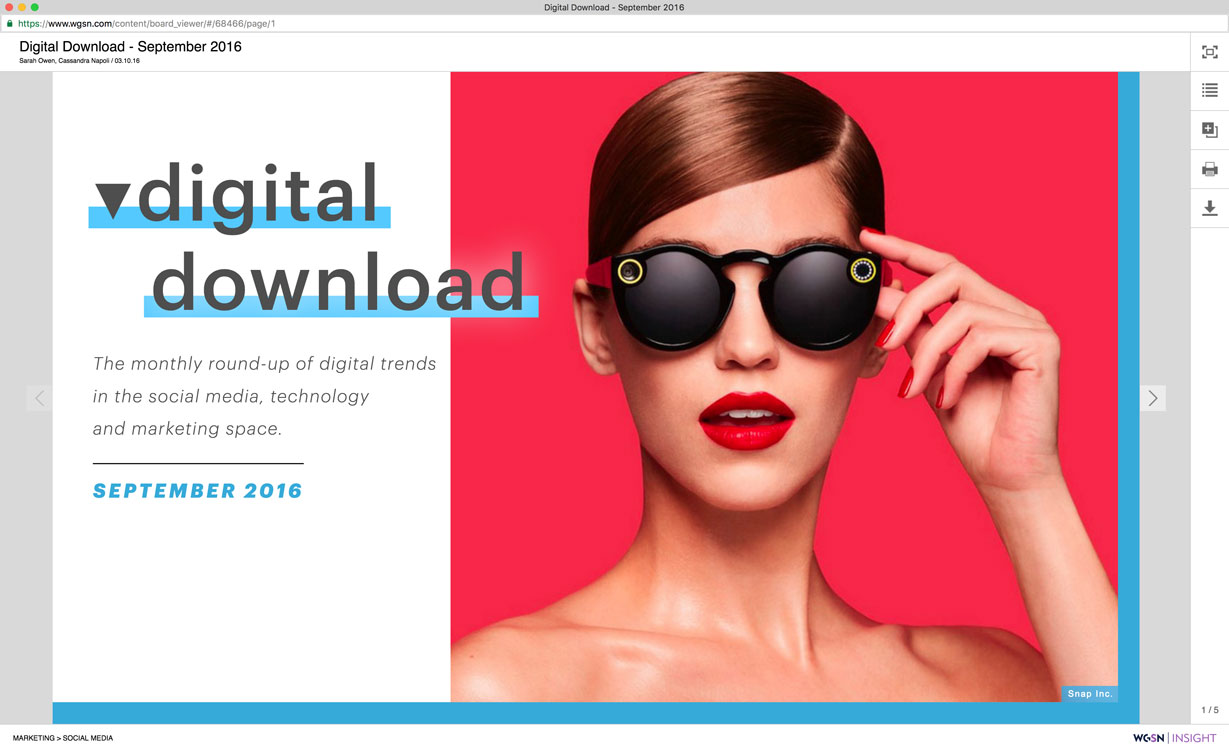 Digital Download - September 2016
https://www.wgsn.com/content/board_viewer/#/68466/page/1
Digital Download - September 2016
Sarah Owen, Cassandra Napoli / 03.10.16
▾digital
download
The monthly round-up of digital trends
in the social media, technology
and marketing space.
SEPTEMBER 2016
Snap Inc.
1 / 5
MARKETING > SOCIAL MEDIA
WGSN | INSIGHT